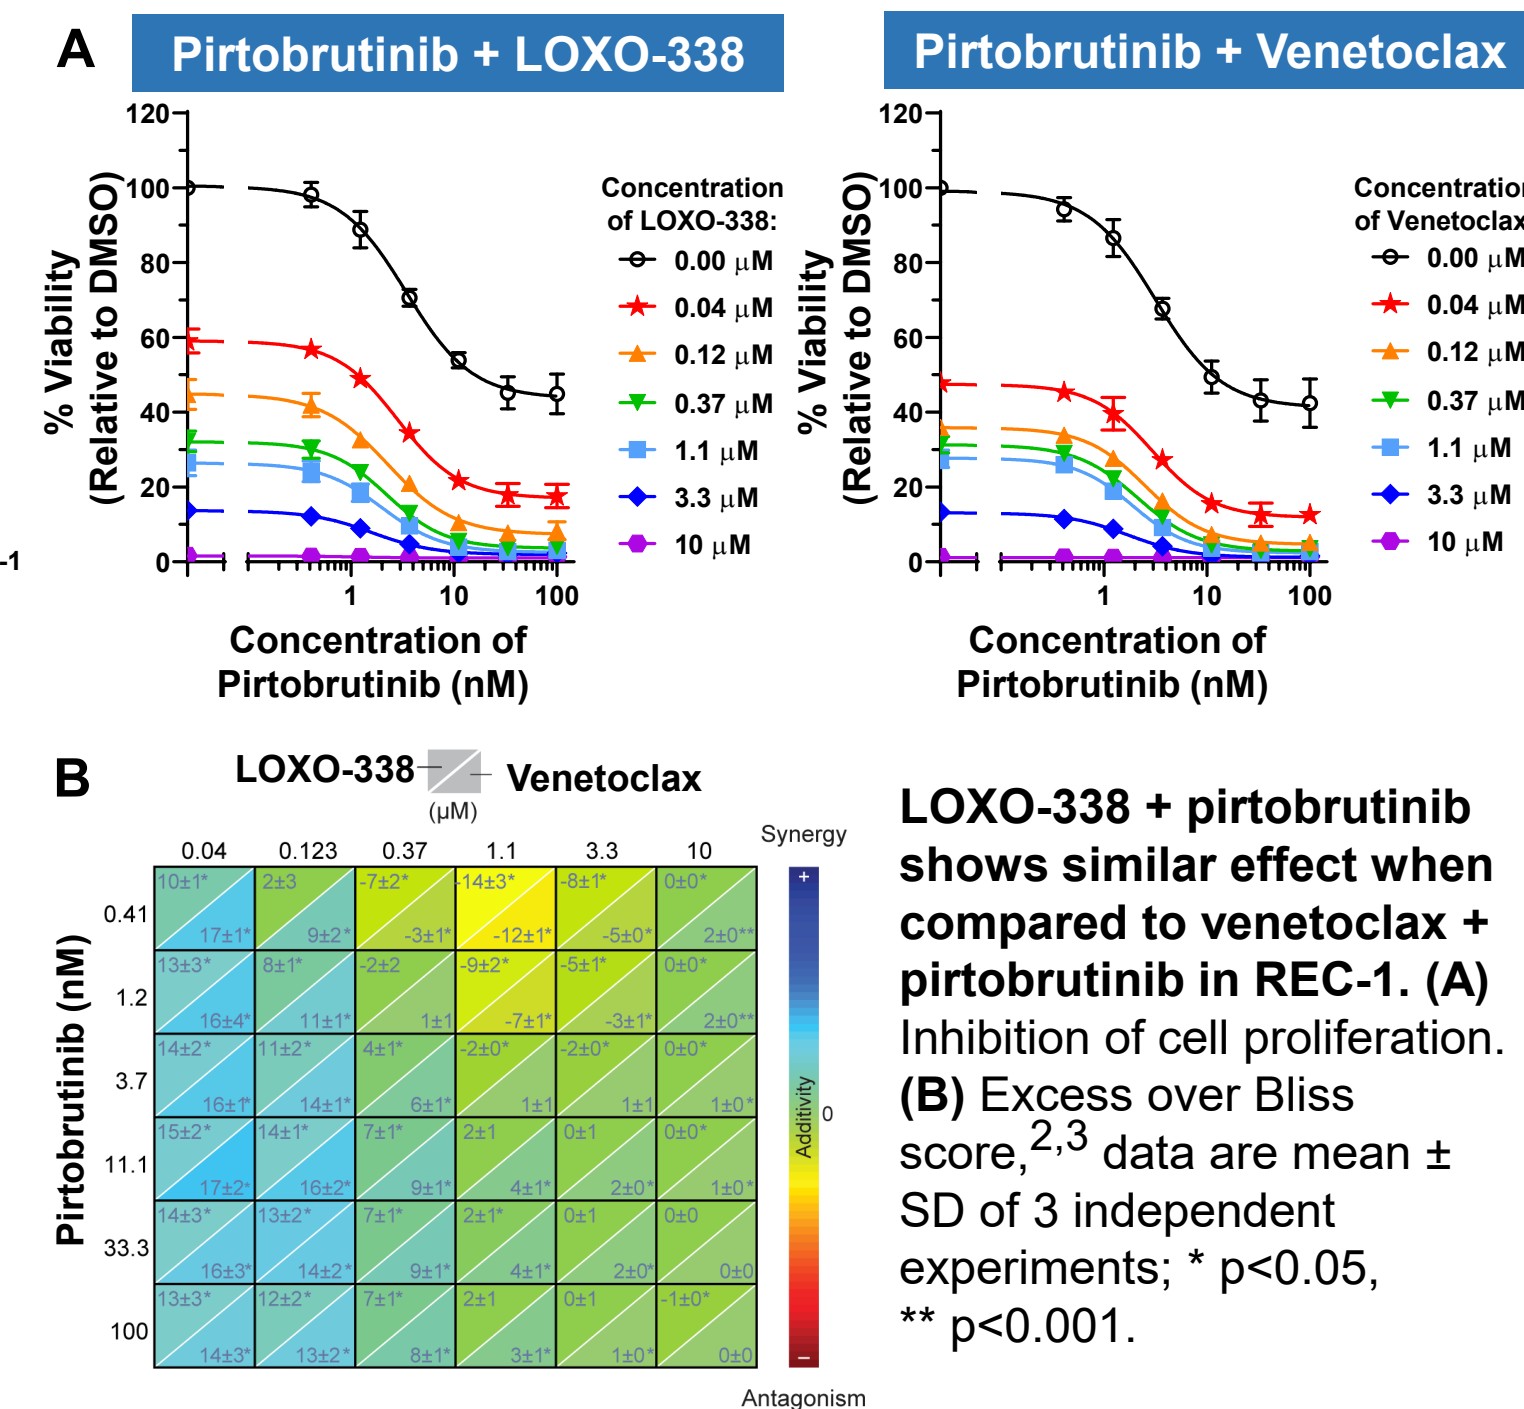 A
Pirtobrutinib + LOXO-338
Pirtobrutinib + Venetoclax
% Viability
(Relative to DMSO)
120
100
80
60
40
20
0
1
10
100
Concentration of
Pirtobrutinib (nM)
Concentration
of LOXO-338:
0.00 μM
0.04 μM
0.12 μM
0.37 μM
1.1 μM
3.3 μM
10 μM
-1
% Viability
(Relative to DMSO)
120
100
80
60
40
20
0
1
10
100
Concentration of
Pirtobrutinib (nM)
Concentration
of Venetoclax
0.00 μM
0.04 μM
0.12 μM
0.37 μM
1.1 μM
3.3 μM
10 μM
B
LOXO-338
Venetoclax
(μM)
0.04 0.123 0.37 1.1 3.3 10
Pirtobrutinib (nM)
0.41
10±1* 2±3 -7±2* -14±3* -8±1* 0±0*
17±1* 9±2* -3±1* -12±1* -5±0* 2±0**
1.2
13±3* 8±1* -2±2 -9±2* -5±1* 0±0*
16±4* 11±1* 1±1 -7±1* -3±1* 2±0**
3.7
14±2* 11±2* 4±1* -2±0* -2±0* 0±0*
16±1* 14±1* 6±1* 1±1 1±1 1±0*
11.1
15±2* 14±1* 7±1* 2±1 0±1 0±0*
17±2* 16±2* 9±1* 4±1* 2±0* 1±0*
33.3
14±3* 13±2* 7±1* 2±1* 0±1 0±0
16±3* 14±2* 9±1* 4±1* 2±0* 0±0
100
13±3* 12±2* 7±1* 2±1 0±1 -1±0*
14±3* 13±2* 8±1* 3±1* 1±0* 0±0
Synergy
+
Additivity
0
–
Antagonism
LOXO-338 + pirtobrutinib
shows similar effect when
compared to venetoclax +
pirtobrutinib in REC-1. (A)
Inhibition of cell proliferation.
(B) Excess over Bliss
score,2,3 data are mean ±
SD of 3 independent
experiments; * p<0.05,
** p<0.001.